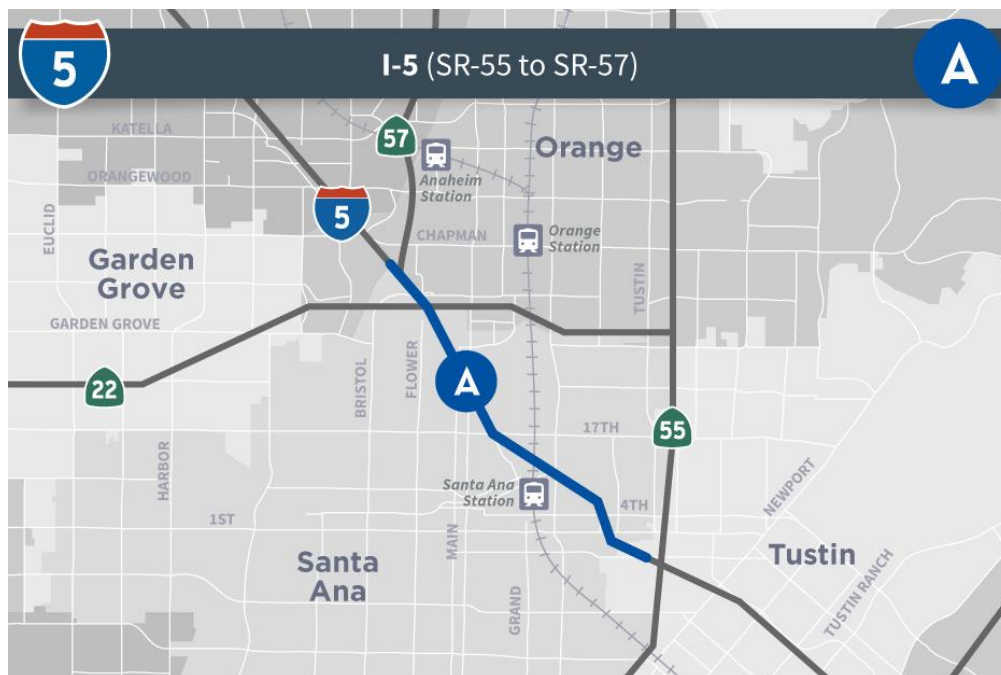 5
I-5 (SR-55 to SR-57)
A
KATELLA
57
Orange
ORANGEWOOD
Anaheim
Station
EUCLID
5
CHAPMAN
Orange
Station
Garden
Grove
TUSTIN
GARDEN GROVE
BRISTOL
FLOWER
A
22
17TH
55
HARBOR
NEWPORT
Santa Ana
Station
4TH
1ST
MAIN
Santa
Ana
Tustin
GRAND
TUSTIN RANCH